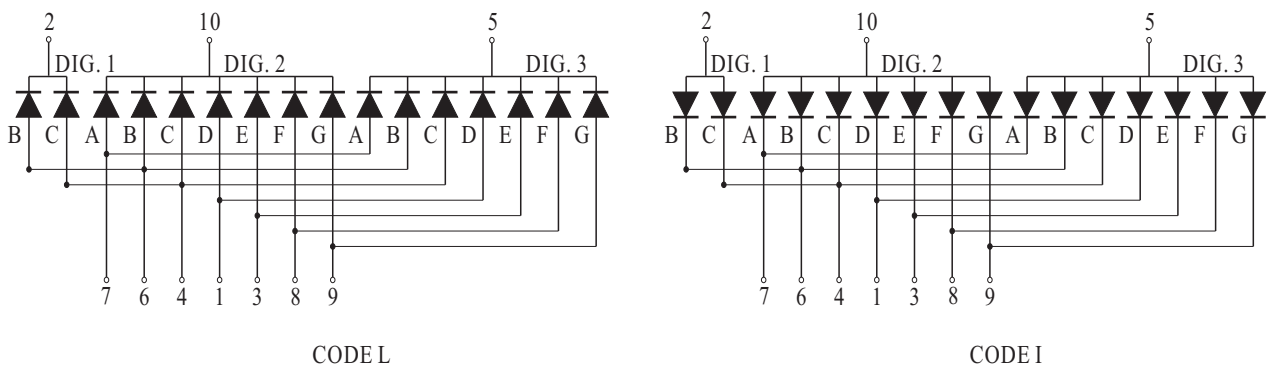 2 10 5 2 10 5
DIG. 1 DIG. 2 DIG. 3 DIG. 1 DIG. 2 DIG. 3
B C A B C D E F G A B C D E F G B C A B C D E F G A B C D E F G
7 6 4 1 3 8 9 7 6 4 1 3 8 9
CODE L CODE I